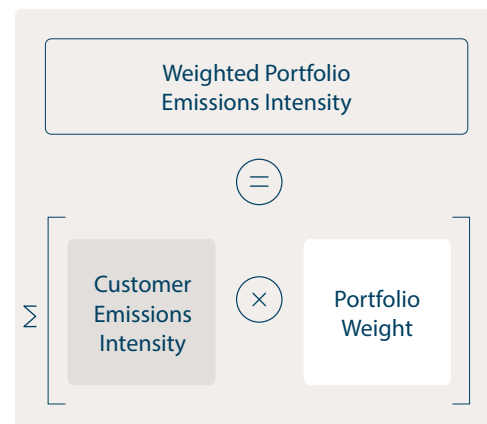 Weighted Portfolio
Emissions Intensity
=
Σ
Customer
Emissions
Intensity
×
Portfolio
Weight